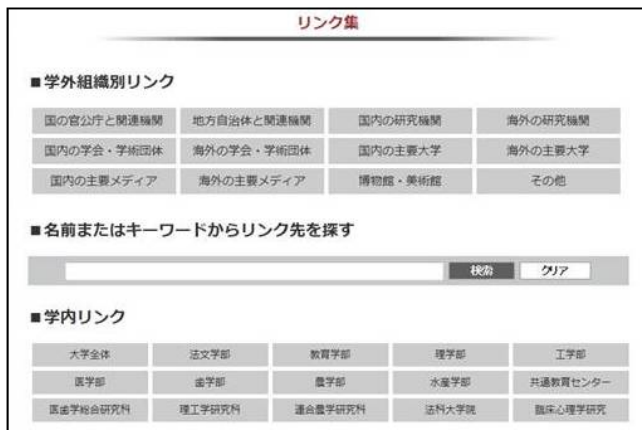 リンク集
■学外組織別リンク
国の官公庁と関連機関 地方自治体と関連機関 国内の研究機関 海外の研究機関
国内の学会・学術団体 海外の学会・学術団体 国内の主要大学 海外の主要大学
国内の主要メディア 海外の主要メディア 博物館・美術館 その他
■名前またはキーワードからリンク先を探す
検索 クリア
■学内リンク
大学全体 法文学部 教育学部 理学部 工学部
医学部 歯学部 農学部 水産学部 共通教育センター
医歯学総合研究科 理工学研究科 連合農学研究科 法科大学院 臨床心理学研究